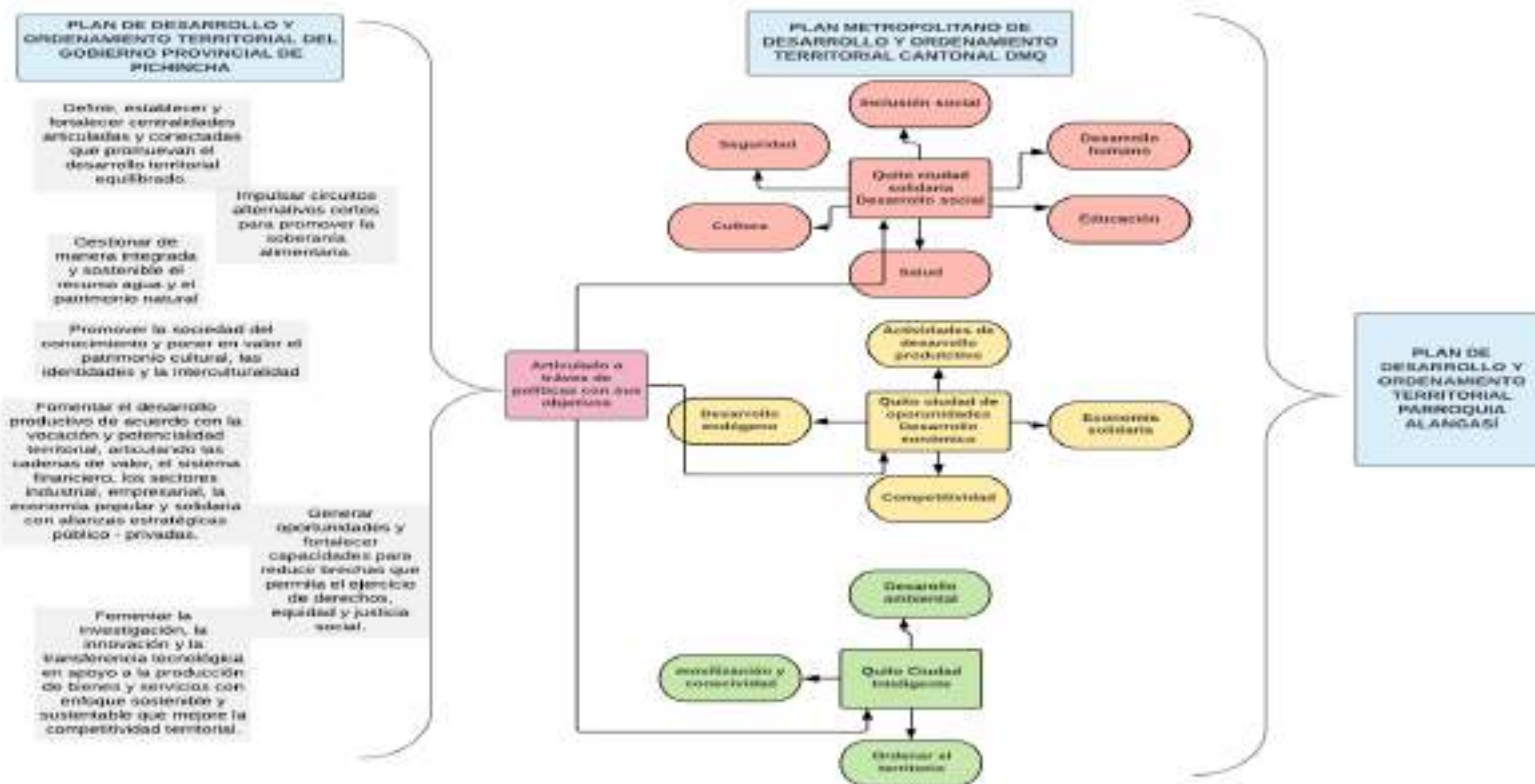 PLAN DE DESARROLLO Y
ORDENAMIENTO TERRITORIAL DEL
GOBIERNO PROVINCIAL DE
PICHINCHA
Definir, establecer y
fortalecer centralidades
articuladas y conectadas
que promuevan el
desarrollo territorial
equilibrado.
Impulsar circuitos
alternativos cortos
para promover la
soberanía
alimentaria.
Gestionar de
manera integrada
y sostenible el
recurso agua y el
patrimonio natural
Promover la sociedad del
conocimiento y poner en valor el
patrimonio cultural, las
identidades y la interculturalidad
Fomentar el desarrollo
productivo de acuerdo con la
vocación y potencialidad
territorial, articulando las
cadenas de valor, el sistema
financiero, los sectores
industrial, empresarial, la
economía popular y solidaria
con alianzas estratégicas
público - privadas.
Generar
oportunidades y
fortalecer
capacidades para
reducir brechas que
permita el ejercicio
de derechos,
equidad y justicia
social.
Fomentar la
investigación, la
innovación y la
transferencia tecnológica
en apoyo a la producción
de bienes y servicios con
enfoque sostenible y
sustentable que mejore la
competitividad territorial.
Articulado a
tráves de
políticas con sus
objetivos
PLAN METROPOLITANO DE
DESARROLLO Y ORDENAMIENTO
TERRITORIAL CANTONAL DMQ
Inclusión social
Seguridad
Desarrollo
humano
Quito ciudad
solidaria
Desarrollo social
Cultura
Educación
Salud
Actividades de
desarrollo
produictivo
Desarrollo
endógeno
Quito ciudad de
oporunidades
Desarrollo
eonómico
Economía
solidaria
Competitividad
Desarrollo
ambiental
movilización y
conectividad
Quito Ciudad
Inteligente
Ordenar el
territorio
PLAN DE
DESARROLLO Y
ORDENAMIENTO
TERRITORIAL
PARROQUIA
ALANGASÍ